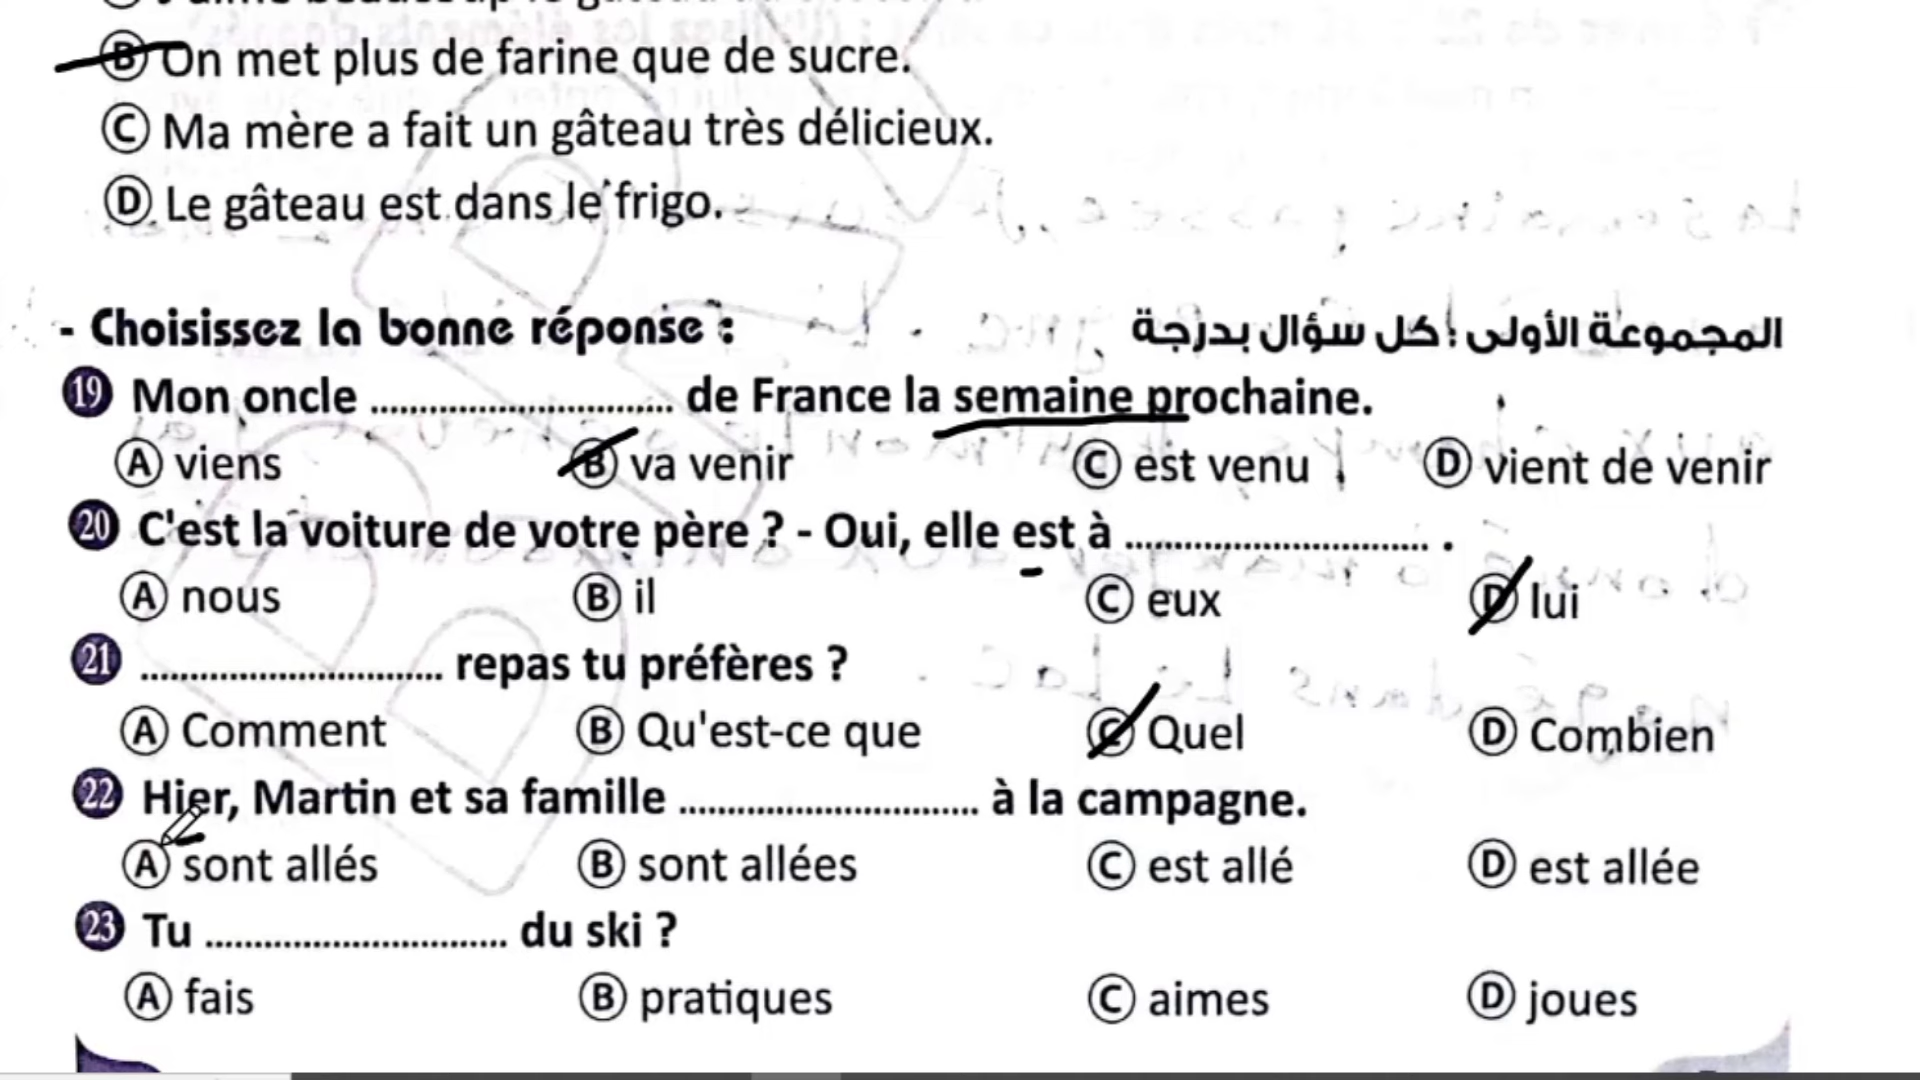 Ⓑ On met plus de farine que de sucre.
Ⓒ Ma mère a fait un gâteau très délicieux.
Ⓓ Le gâteau est dans le frigo.
- Choisissez la bonne réponse :
المجموعة الأولى : كل سؤال بدرجة
19 Mon oncle .............................. de France la semaine prochaine.
Ⓐ viens Ⓑ va venir Ⓒ est venu Ⓓ vient de venir
20 C'est la voiture de votre père ? - Oui, elle est à .............................. .
Ⓐ nous Ⓑ il Ⓒ eux Ⓓ lui
21 .............................. repas tu préfères ?
Ⓐ Comment Ⓑ Qu'est-ce que Ⓒ Quel Ⓓ Combien
22 Hier, Martin et sa famille .............................. à la campagne.
Ⓐ sont allés Ⓑ sont allées Ⓒ est allé Ⓓ est allée
23 Tu .............................. du ski ?
Ⓐ fais Ⓑ pratiques Ⓒ aimes Ⓓ joues